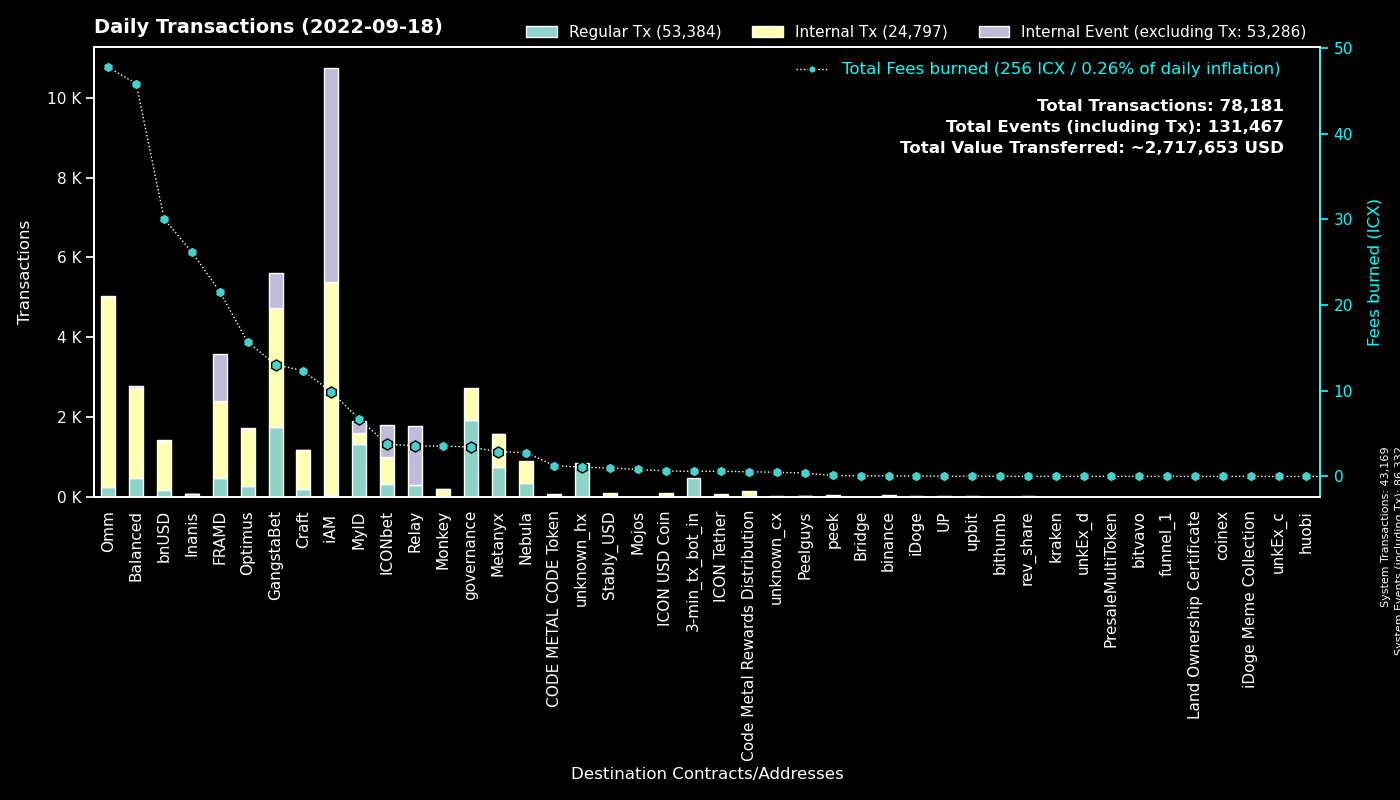 Daily Transactions (2022-09-18)
Regular Tx (53,384)
Internal Tx (24,797)
Internal Event (excluding Tx: 53,286)
Total Fees burned (256 ICX / 0.26% of daily inflation)
Total Transactions: 78,181
Total Events (including Tx): 131,467
Total Value Transferred: ~2,717,653 USD
Transactions
10 K
8 K
6 K
4 K
2 K
0 K
50
40
30
20
10
0
Fees burned (ICX)
Omm
Balanced
bnUSD
Inanis
FRAMD
Optimus
GangstaBet
Craft
iAM
MyID
ICONbet
Relay
Monkey
governance
Metanyx
Nebula
CODE METAL CODE Token
unknown_hx
Stably_USD
Mojos
ICON USD Coin
3-min_tx_bot_in
ICON Tether
Code Metal Rewards Distribution
unknown_cx
Peelguys
peek
Bridge
binance
iDoge
UP
upbit
bithumb
rev_share
kraken
unkEx_d
PresaleMultiToken
bitvavo
funnel_1
Land Ownership Certificate
coinex
iDoge Meme Collection
unkEx_c
huobi
Destination Contracts/Addresses
System Transactions: 43,169
System Events (including Tx): 86,332